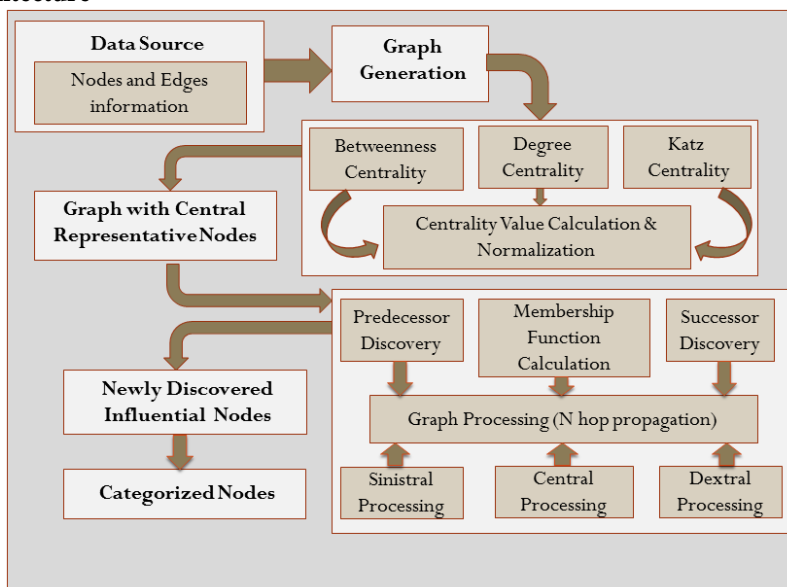 Data Source
Nodes and Edges
information
Graph
Generation
Betweenness
Centrality
Degree
Centrality
Katz
Centrality
Centrality Value Calculation &
Normalization
Graph with Central
Representative Nodes
Predecessor
Discovery
Membership
Function
Calculation
Successor
Discovery
Graph Processing (N hop propagation)
Sinistral
Processing
Central
Processing
Dextral
Processing
Newly Discovered
Influential Nodes
Categorized Nodes